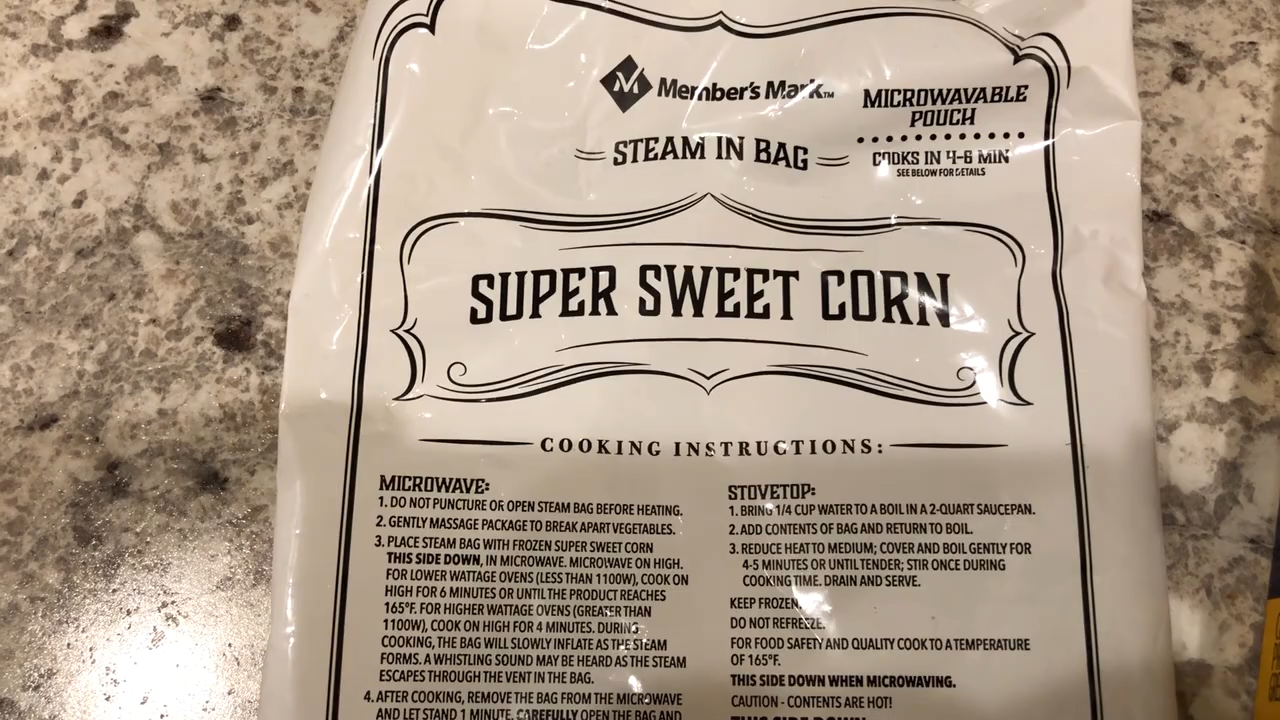 Member's Mark™
MICROWAVABLE
POUCH
STEAM IN BAG
COOKS IN 4-6 MIN
SEE BELOW FOR DETAILS
SUPER SWEET CORN
COOKING INSTRUCTIONS:
MICROWAVE:
1. DO NOT PUNCTURE OR OPEN STEAM BAG BEFORE HEATING.
2. GENTLY MASSAGE PACKAGE TO BREAK APART VEGETABLES.
3. PLACE STEAM BAG WITH FROZEN SUPER SWEET CORN
THIS SIDE DOWN, IN MICROWAVE. MICROWAVE ON HIGH.
FOR LOWER WATTAGE OVENS (LESS THAN 1100W), COOK ON
HIGH FOR 6 MINUTES OR UNTIL THE PRODUCT REACHES
165°F. FOR HIGHER WATTAGE OVENS (GREATER THAN
1100W), COOK ON HIGH FOR 4 MINUTES. DURING
COOKING, THE BAG WILL SLOWLY INFLATE AS THE STEAM
FORMS. A WHISTLING SOUND MAY BE HEARD AS THE STEAM
ESCAPES THROUGH THE VENT IN THE BAG.
4. AFTER COOKING, REMOVE THE BAG FROM THE MICROWAVE
AND LET STAND 1 MINUTE. CAREFULLY OPEN THE BAG AND
STOVETOP:
1. BRING 1/4 CUP WATER TO A BOIL IN A 2-QUART SAUCEPAN.
2. ADD CONTENTS OF BAG AND RETURN TO BOIL.
3. REDUCE HEAT TO MEDIUM; COVER AND BOIL GENTLY FOR
4-5 MINUTES OR UNTIL TENDER; STIR ONCE DURING
COOKING TIME. DRAIN AND SERVE.
KEEP FROZEN.
DO NOT REFREEZE.
FOR FOOD SAFETY AND QUALITY COOK TO A TEMPERATURE
OF 165°F.
THIS SIDE DOWN WHEN MICROWAVING.
CAUTION - CONTENTS ARE HOT!
THIS SIDE DOWN